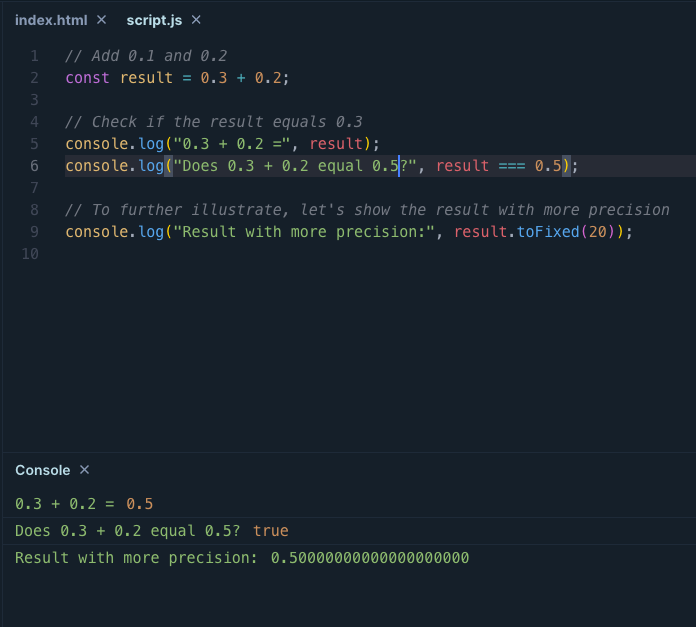 index.html × script.js ×
1 // Add 0.1 and 0.2
2 const result = 0.3 + 0.2;
3
4 // Check if the result equals 0.3
5 console.log("0.3 + 0.2 =", result);
6 console.log("Does 0.3 + 0.2 equal 0.5?", result === 0.5);
7
8 // To further illustrate, let's show the result with more precision
9 console.log("Result with more precision:", result.toFixed(20));
10
Console ×
0.3 + 0.2 = 0.5
Does 0.3 + 0.2 equal 0.5? true
Result with more precision: 0.50000000000000000000